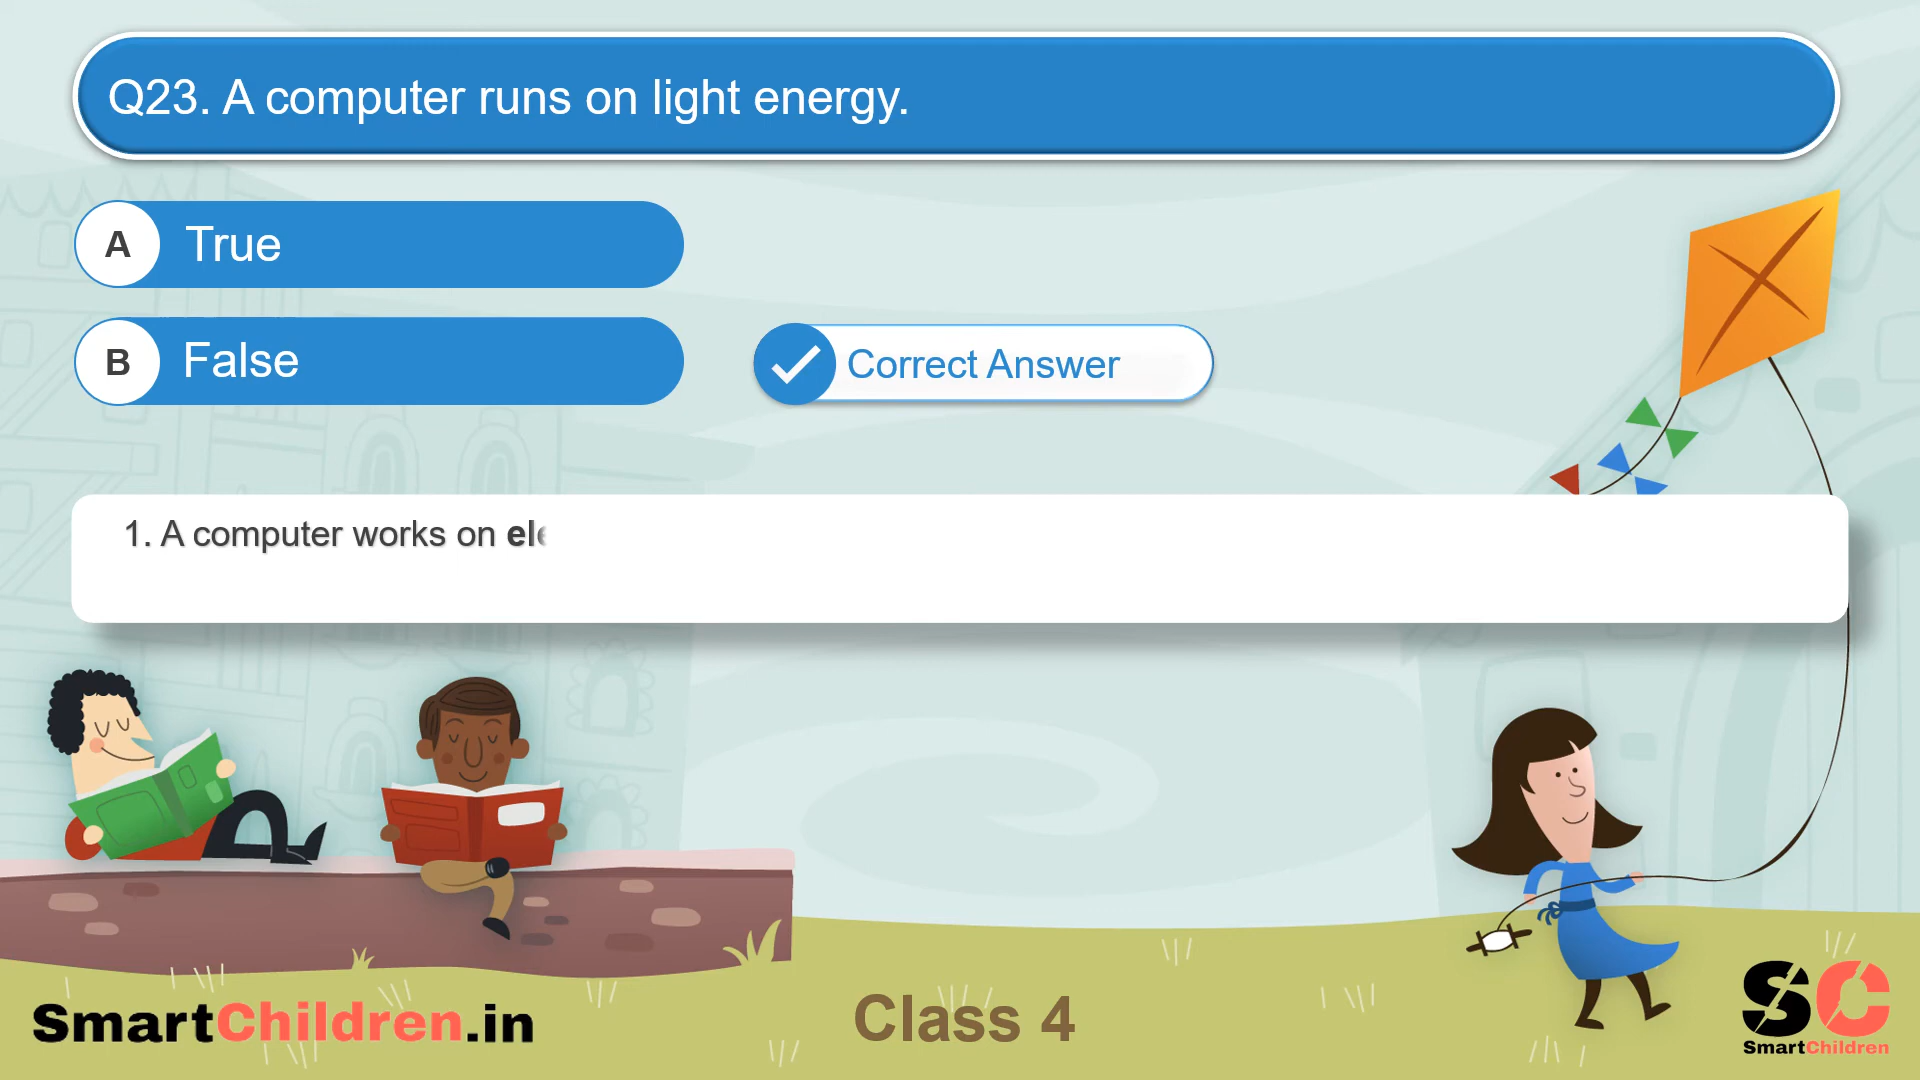 Q23. A computer runs on light energy.
A True
B False
Correct Answer
1. A computer works on
SmartChildren.in
Class 4
SC
SmartChildren